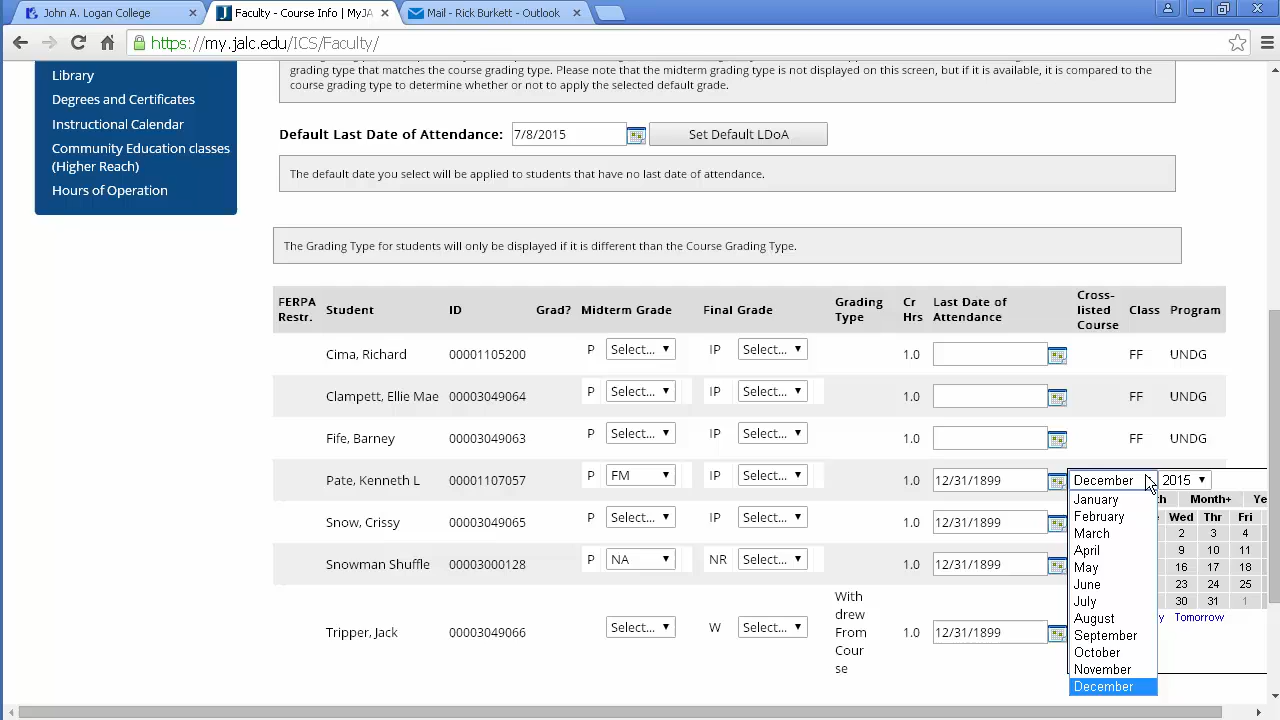 John A. Logan College
Faculty - Course Info | MyJA
Mail - Rick Burkett - Outlook
https://my.jalc.edu/ICS/Faculty/
grading type that matches the course grading type. Please note that the midterm grading type is not displayed on this screen, but if it is available, it is compared to the
course grading type to determine whether or not to apply the selected default grade.
Library
Degrees and Certificates
Instructional Calendar
Community Education classes
(Higher Reach)
Hours of Operation
Default Last Date of Attendance: 7/8/2015 Set Default LDoA
The default date you select will be applied to students that have no last date of attendance.
The Grading Type for students will only be displayed if it is different than the Course Grading Type.
FERPA Restr. Student ID Grad? Midterm Grade Final Grade Grading Type Cr Hrs Last Date of Attendance Cross-listed Course Class Program
Cima, Richard 00001105200 P Select... IP Select... 1.0 FF UNDG
Clampett, Ellie Mae 00003049064 P Select... IP Select... 1.0 FF UNDG
Fife, Barney 00003049063 P Select... IP Select... 1.0 FF UNDG
Pate, Kenneth L 00001107057 P FM IP Select... 1.0 12/31/1899
Snow, Crissy 00003049065 P Select... IP Select... 1.0 12/31/1899
Snowman Shuffle 00003000128 P NA NR Select... 1.0 12/31/1899
Tripper, Jack 00003049066 Select... W Select... With
drew
From
Cour
se 1.0 12/31/1899
December 2015
January
February
March
April
May
June
July
August
September
October
November
December
Month+
Wed Thr Fri
2 3 4
9 10 11
16 17 18
23 24 25
30 31 1
Tomorrow